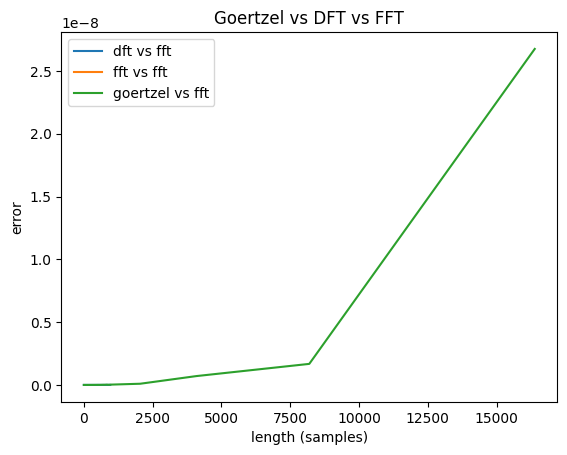 Goertzel vs DFT vs FFT
1e−8
dft vs fft
fft vs fft
goertzel vs fft
2.5
2.0
1.5
1.0
0.5
0.0
error
0 2500 5000 7500 10000 12500 15000
length (samples)